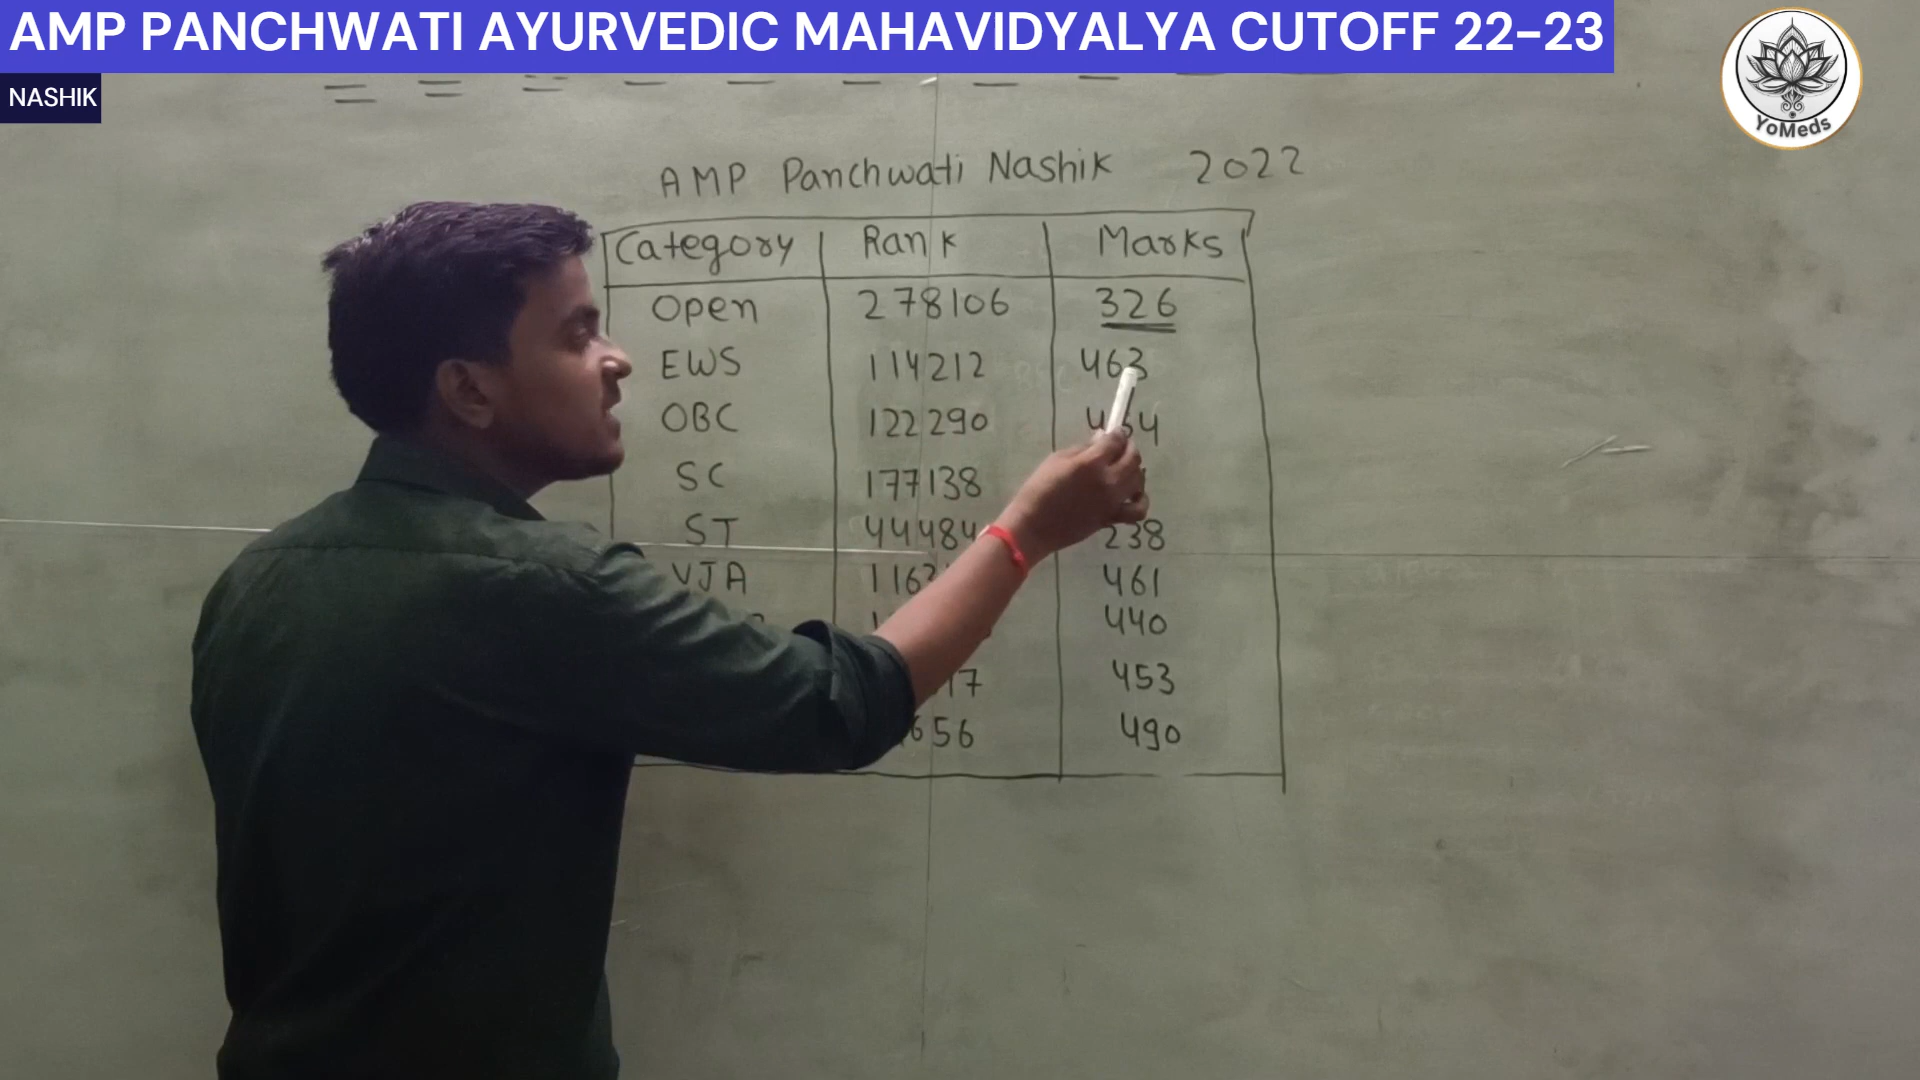 AMP PANCHWATI AYURVEDIC MAHAVIDYALYA CUTOFF 22-23
NASHIK
YoMeds
AMP Panchwati Nashik 2022
Category Rank Marks
Open 278106 326
EWS 114212 463
OBC 122290
SC 177138
ST 238
VJA 461
440
453
490